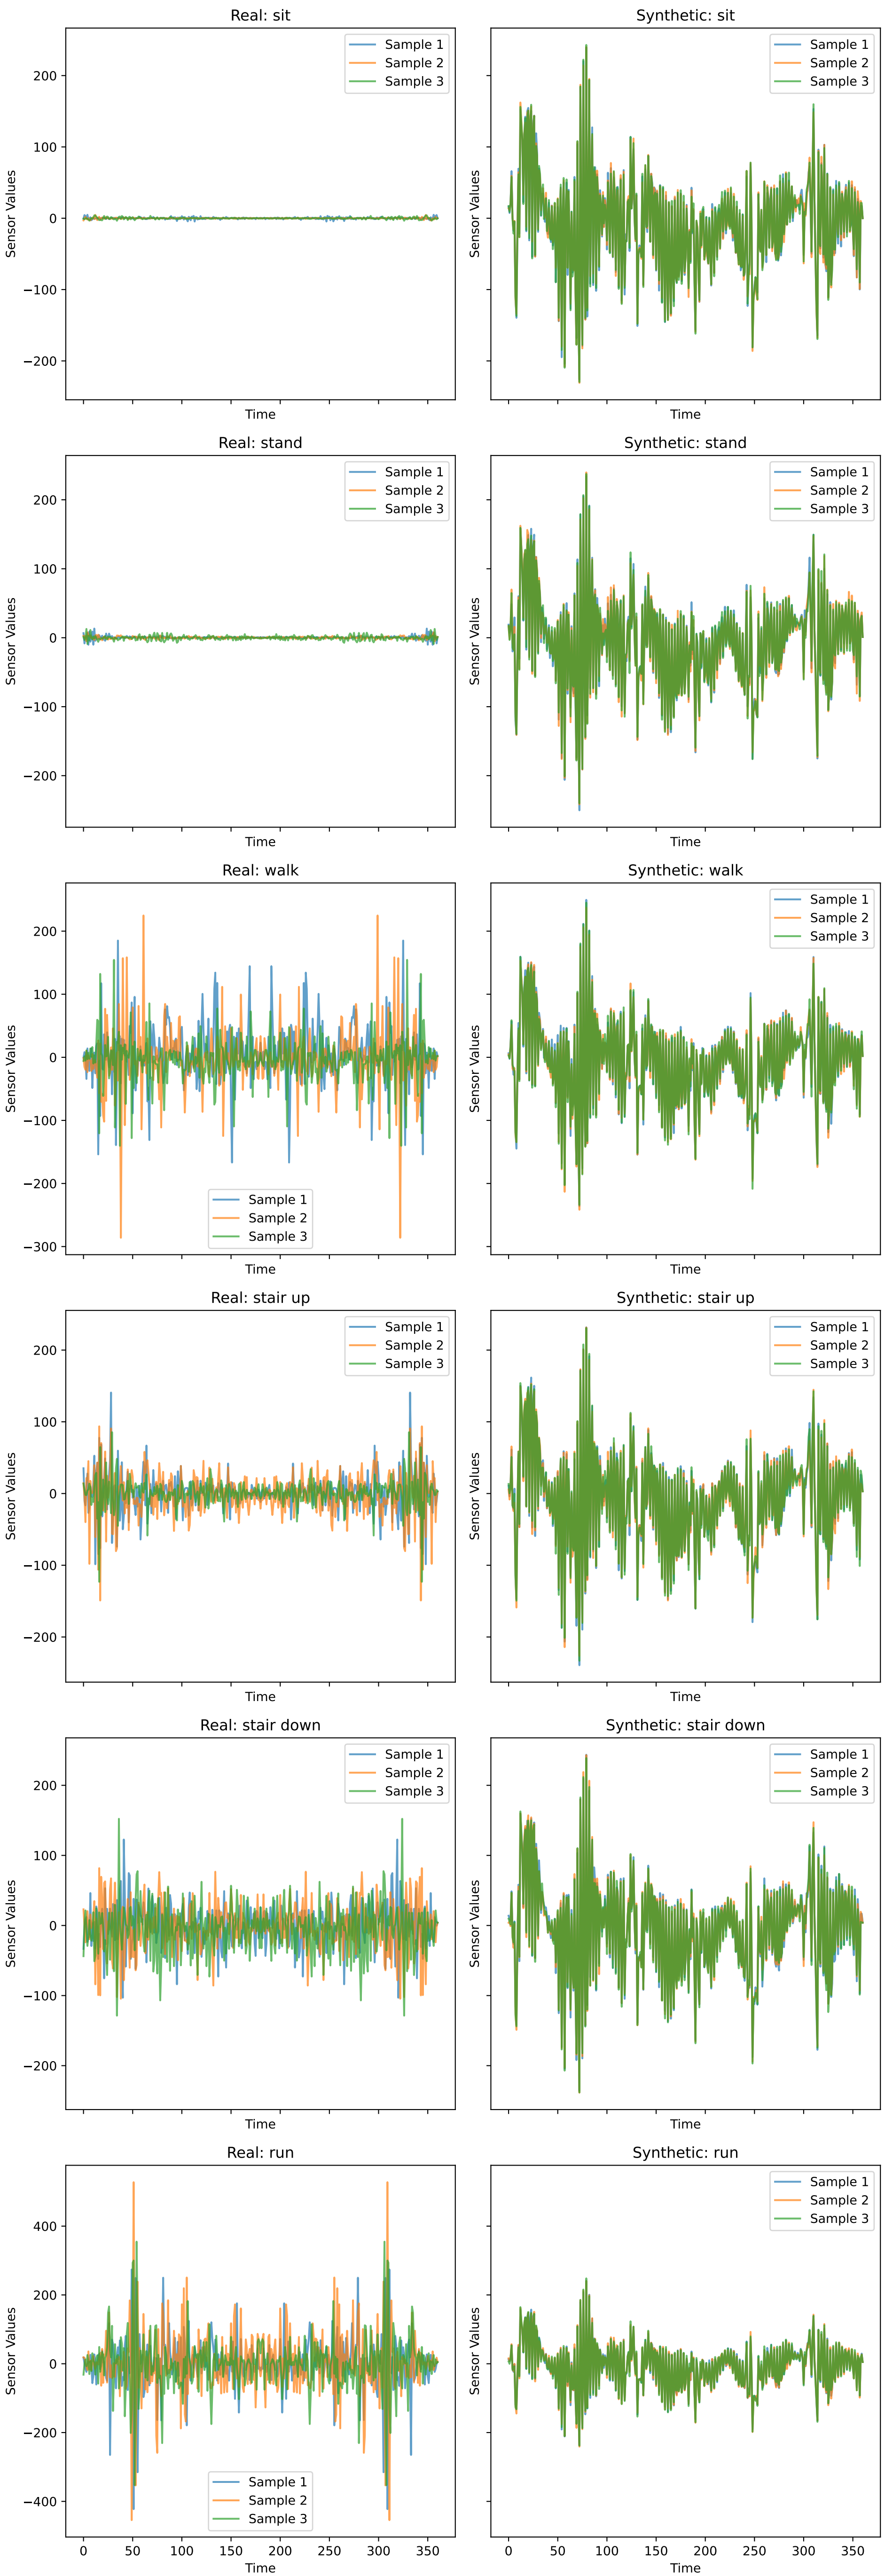 Real: sit
Synthetic: sit
Sample 1
Sample 2
Sample 3
Sample 1
Sample 2
Sample 3
200
100
0
−100
−200
Sensor Values
Sensor Values
Time
Time
Real: stand
Synthetic: stand
Sample 1
Sample 2
Sample 3
Sample 1
Sample 2
Sample 3
200
100
0
−100
−200
Sensor Values
Sensor Values
Time
Time
Real: walk
Synthetic: walk
Sample 1
Sample 2
Sample 3
200
100
0
−100
−200
−300
Sensor Values
Sensor Values
Sample 1
Sample 2
Sample 3
Time
Time
Real: stair up
Synthetic: stair up
Sample 1
Sample 2
Sample 3
Sample 1
Sample 2
Sample 3
200
100
0
−100
−200
Sensor Values
Sensor Values
Time
Time
Real: stair down
Synthetic: stair down
Sample 1
Sample 2
Sample 3
Sample 1
Sample 2
Sample 3
200
100
0
−100
−200
Sensor Values
Sensor Values
Time
Time
Real: run
Synthetic: run
Sample 1
Sample 2
Sample 3
400
200
0
−200
−400
Sensor Values
Sensor Values
Sample 1
Sample 2
Sample 3
0 50 100 150 200 250 300 350
0 50 100 150 200 250 300 350
Time
Time